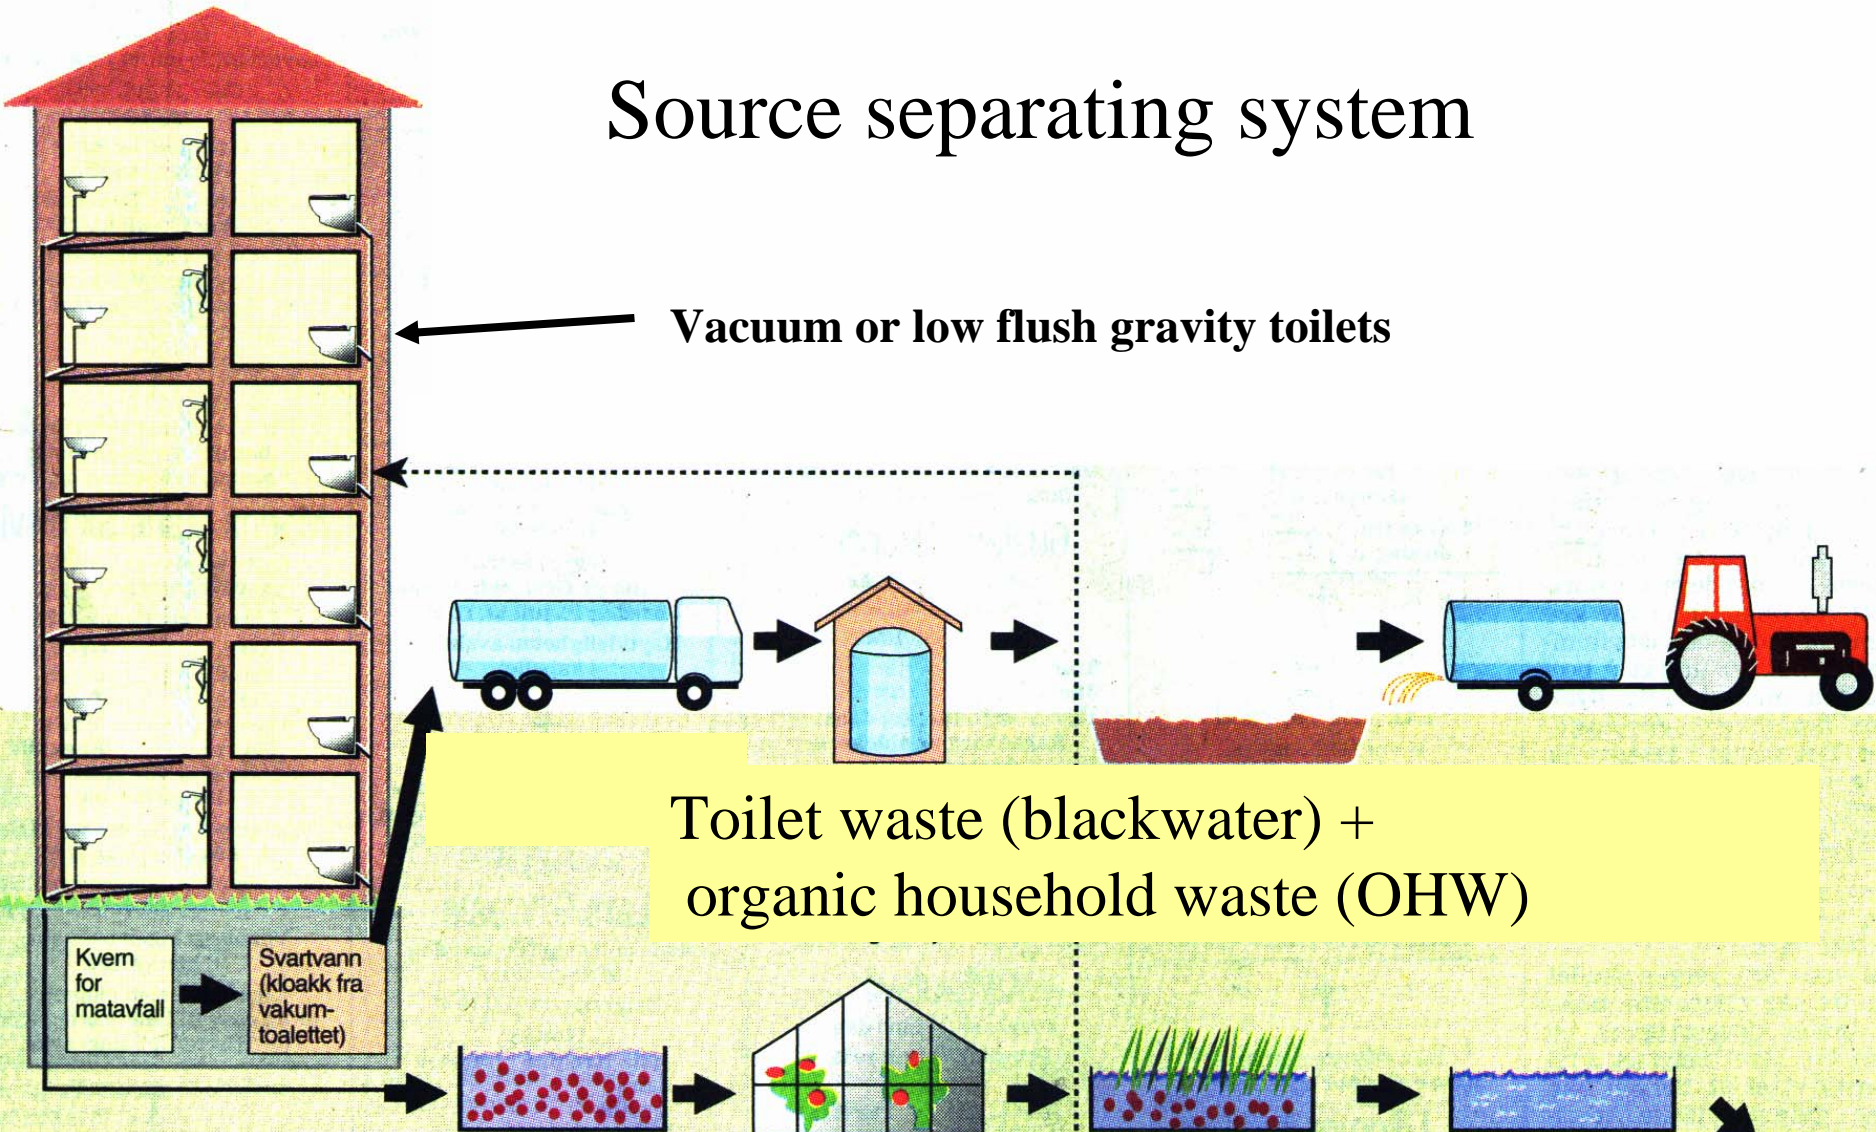 Source separating system
Vacuum or low flush gravity toilets
Toilet waste (blackwater) +
organic household waste (OHW)
Kvern
for
matavfall
Svartvann
(kloakk fra
vakum-
toalettet)